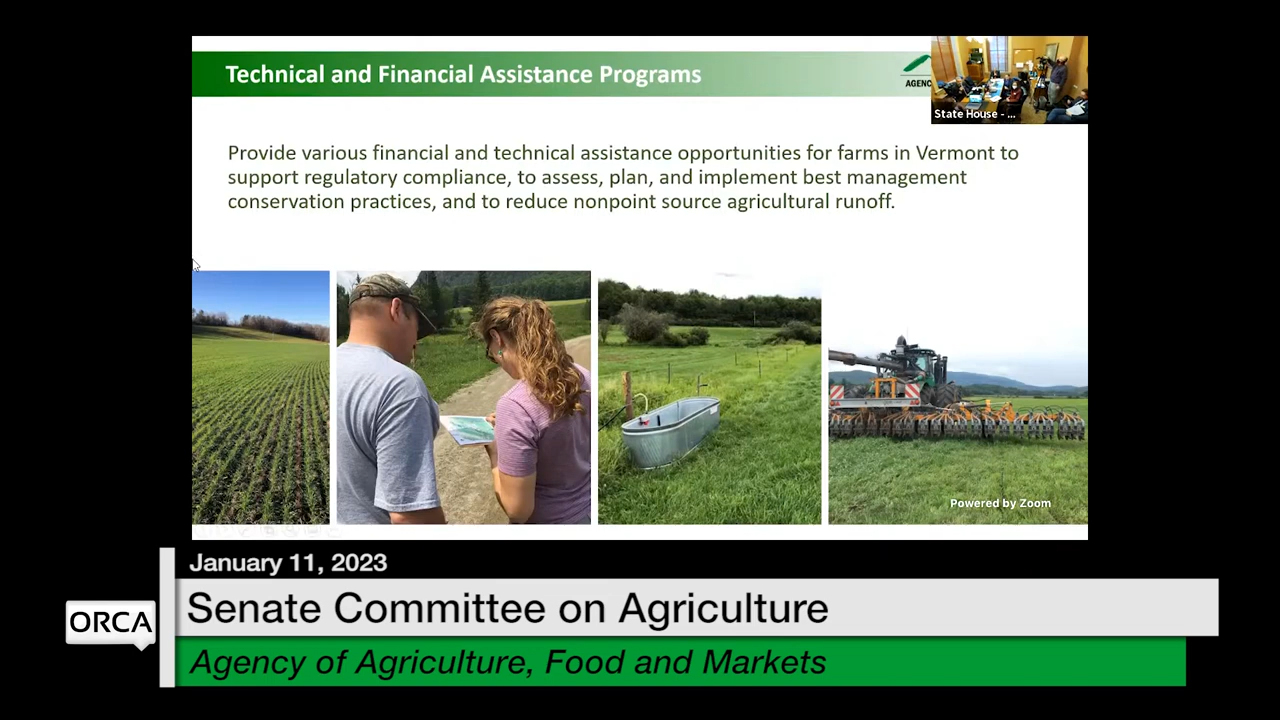 Technical and Financial Assistance Programs
AGENC
State House - ...
Provide various financial and technical assistance opportunities for farms in Vermont to
support regulatory compliance, to assess, plan, and implement best management
conservation practices, and to reduce nonpoint source agricultural runoff.
Powered by Zoom
January 11, 2023
ORCA
Senate Committee on Agriculture
Agency of Agriculture, Food and Markets